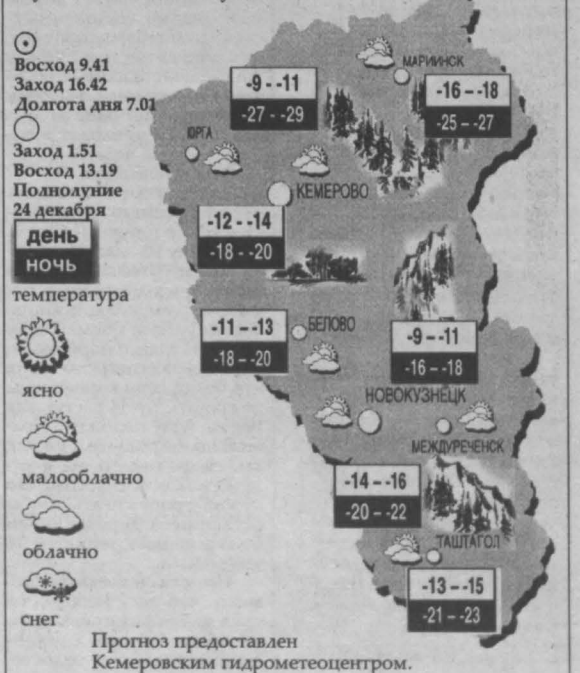 Восход 9.41
Заход 16.42
Долгота дня 7.01
Заход 1.51
Восход 13.19
Полнолуние
24 декабря
день
ночь
температура
ясно
малооблачно
облачно
снег
МАРИИНСК
-9 - -11
-27 – -29
-16 – -18
-25 – -27
ЮРГА
КЕМЕРОВО
-12 - -14
-18 - -20
-11 – -13
-18 – -20
БЕЛОВО
-9 – -11
-16 – -18
НОВОКУЗНЕЦК
МЕЖДУРЕЧЕНСК
-14 – -16
-20 – -22
ТАШТАГОЛ
-13 – -15
-21 – -23
Прогноз предоставлен
Кемеровским гидрометеоцентром.